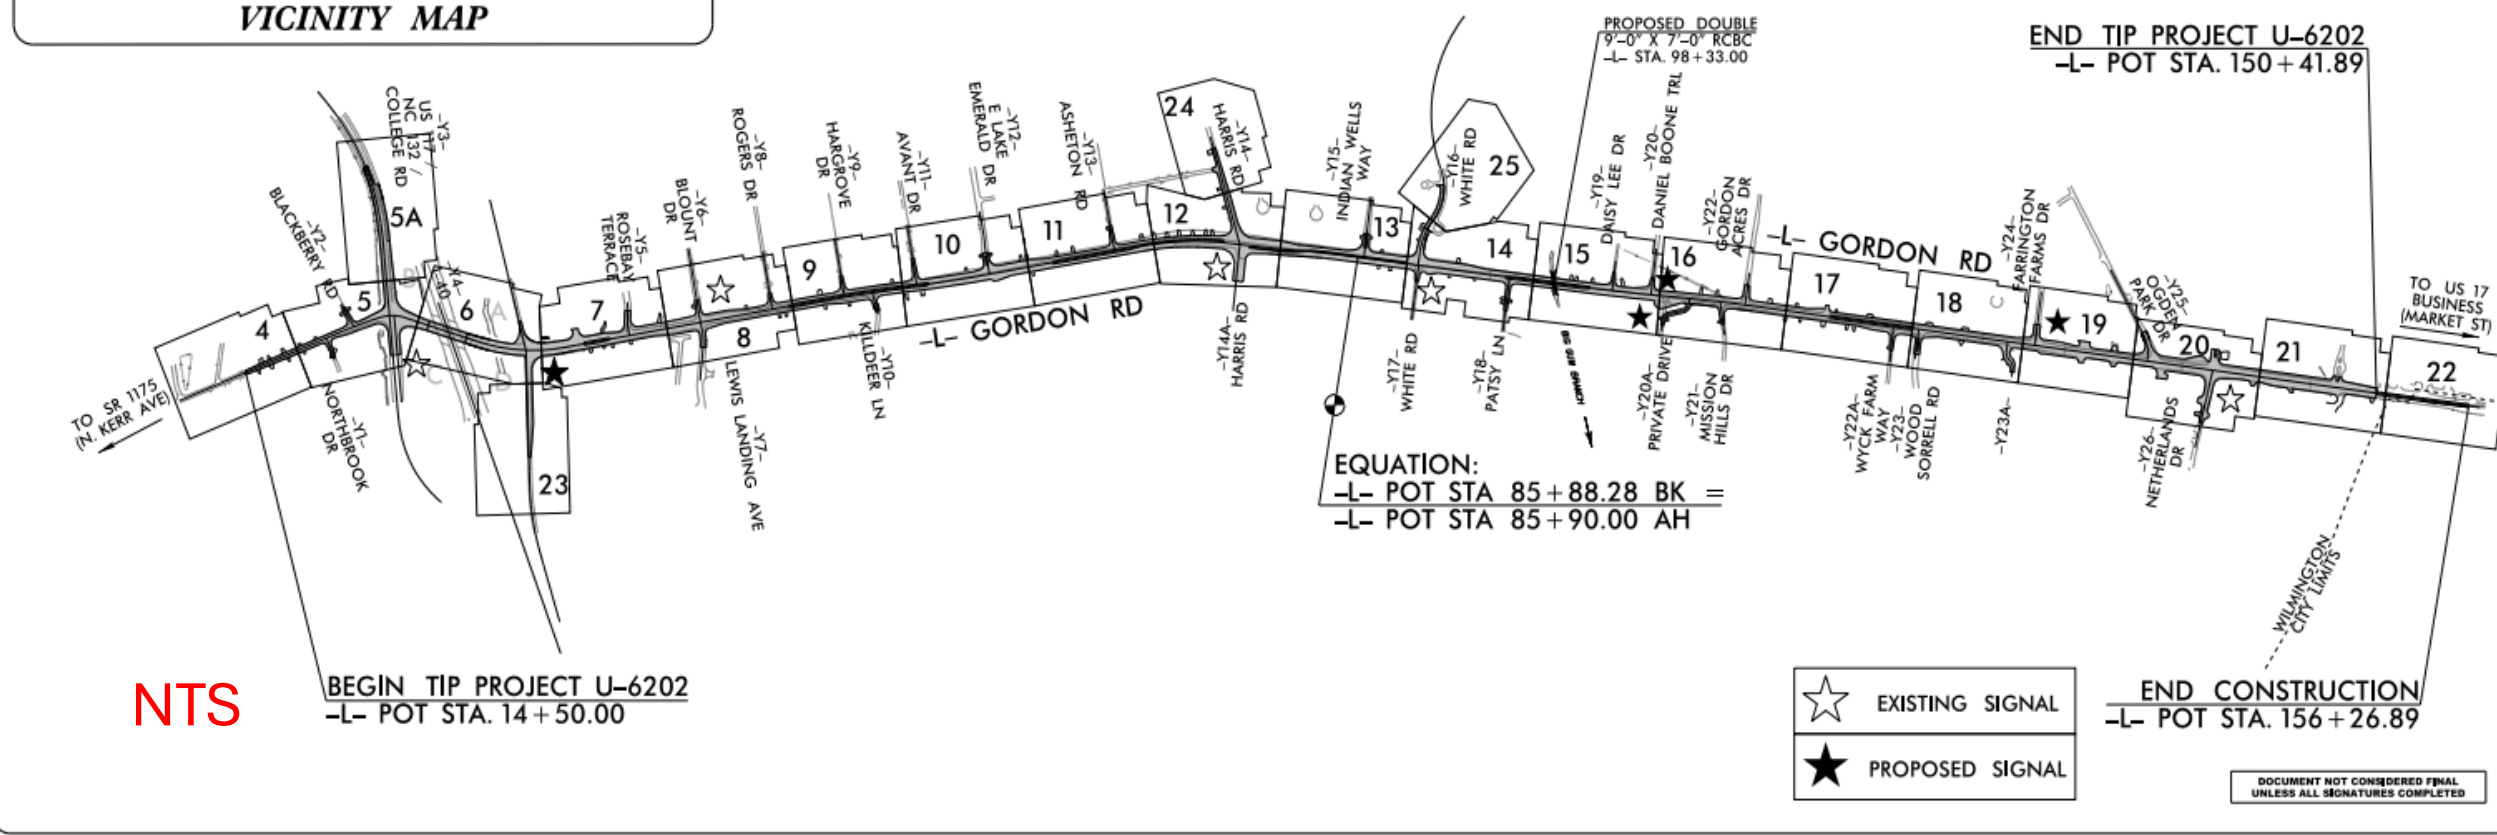 VICINITY MAP
PROPOSED DOUBLE
9'-0" X 7'-0" RCBC
-L- STA. 98+33.00
END TIP PROJECT U-6202
-L- POT STA. 150+41.89
-Y3-
US 117 /
NC 132 /
COLLEGE RD
-Y2-
BLACKBERRY RD
-Y4-
I-40
-Y5-
ROSEBAY
TERRACE
-Y6-
BLOUNT
DR
-Y8-
ROGERS DR
-Y9-
HARGROVE
DR
-Y11-
AVANT DR
-Y12-
E LAKE
EMERALD DR
-Y13-
ASHETON RD
-Y14-
HARRIS RD
-Y15-
INDIAN WELLS
WAY
-Y16-
WHITE RD
-Y19-
DAISY LEE DR
-Y20-
DANIEL BOONE TRL
-Y22-
GORDON
ACRES DR
-L- GORDON RD
-Y24-
FARRINGTON
FARMS DR
-Y25-
OGDEN
PARK DR
TO US 17
BUSINESS
(MARKET ST)
4
5
5A
6
7
8
9
10
11
12
13
14
15
16
17
18
19
20
21
22
23
24
25
A
B
C
D
TO SR 1175
(N. KERR AVE)
-Y1-
NORTHBROOK
DR
-Y7-
LEWIS LANDING AVE
-Y10-
KILLDEER LN
-L- GORDON RD
-Y14A-
HARRIS RD
-Y17-
WHITE RD
-Y18-
PATSY LN
BIG GUM BRANCH
-Y20A-
PRIVATE DRIVE
-Y21-
MISSION
HILLS DR
-Y22A-
WYCK FARM
WAY
-Y23-
WOOD
SORRELL RD
-Y23A-
-Y26-
NETHERLANDS
DR
WILMINGTON
CITY LIMITS
EQUATION:
-L- POT STA 85+88.28 BK =
-L- POT STA 85+90.00 AH
NTS
BEGIN TIP PROJECT U-6202
-L- POT STA. 14+50.00
EXISTING SIGNAL
PROPOSED SIGNAL
END CONSTRUCTION
-L- POT STA. 156+26.89
DOCUMENT NOT CONSIDERED FINAL
UNLESS ALL SIGNATURES COMPLETED